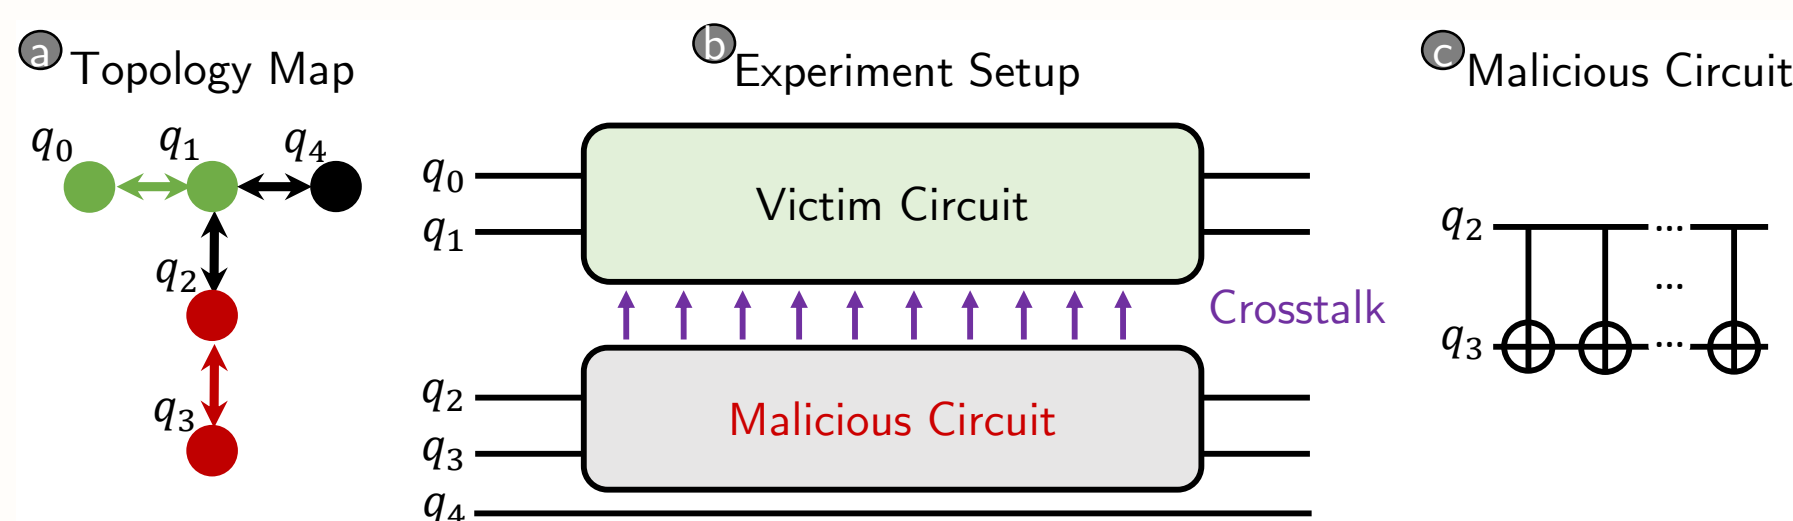 a Topology Map
q0 q1 q4
q2
q3
b Experiment Setup
q0
Victim Circuit
q1
Crosstalk
q2
Malicious Circuit
q3
q4
c Malicious Circuit
q2 ...
...
q3 ...